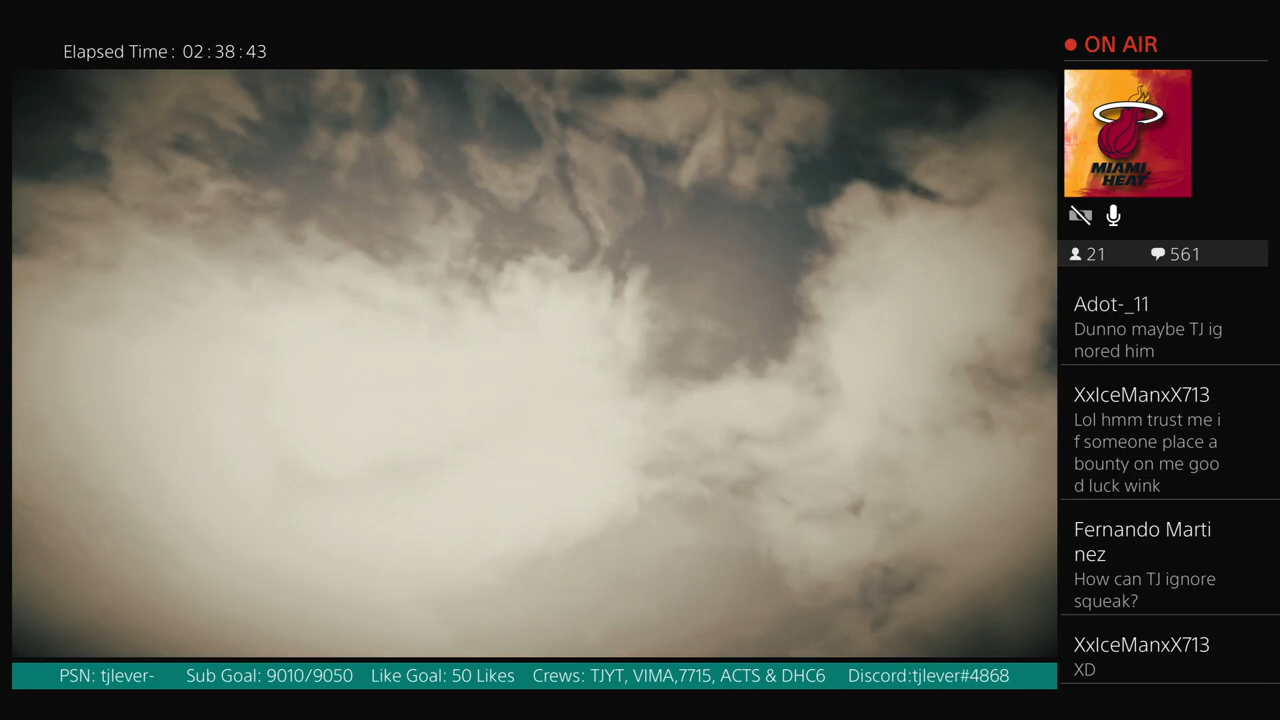 Elapsed Time: 02:38:43
ON AIR
MIAMI
HEAT
21 561
Adot-_11
Dunno maybe TJ ig
nored him
XxIceManxX713
Lol hmm trust me i
f someone place a
bounty on me goo
d luck wink
Fernando Marti
nez
How can TJ ignore
squeak?
XxIceManxX713
XD
PSN: tjlever- Sub Goal: 9010/9050 Like Goal: 50 Likes Crews: TJYT, VIMA,7715, ACTS & DHC6 Discord:tjlever#4868